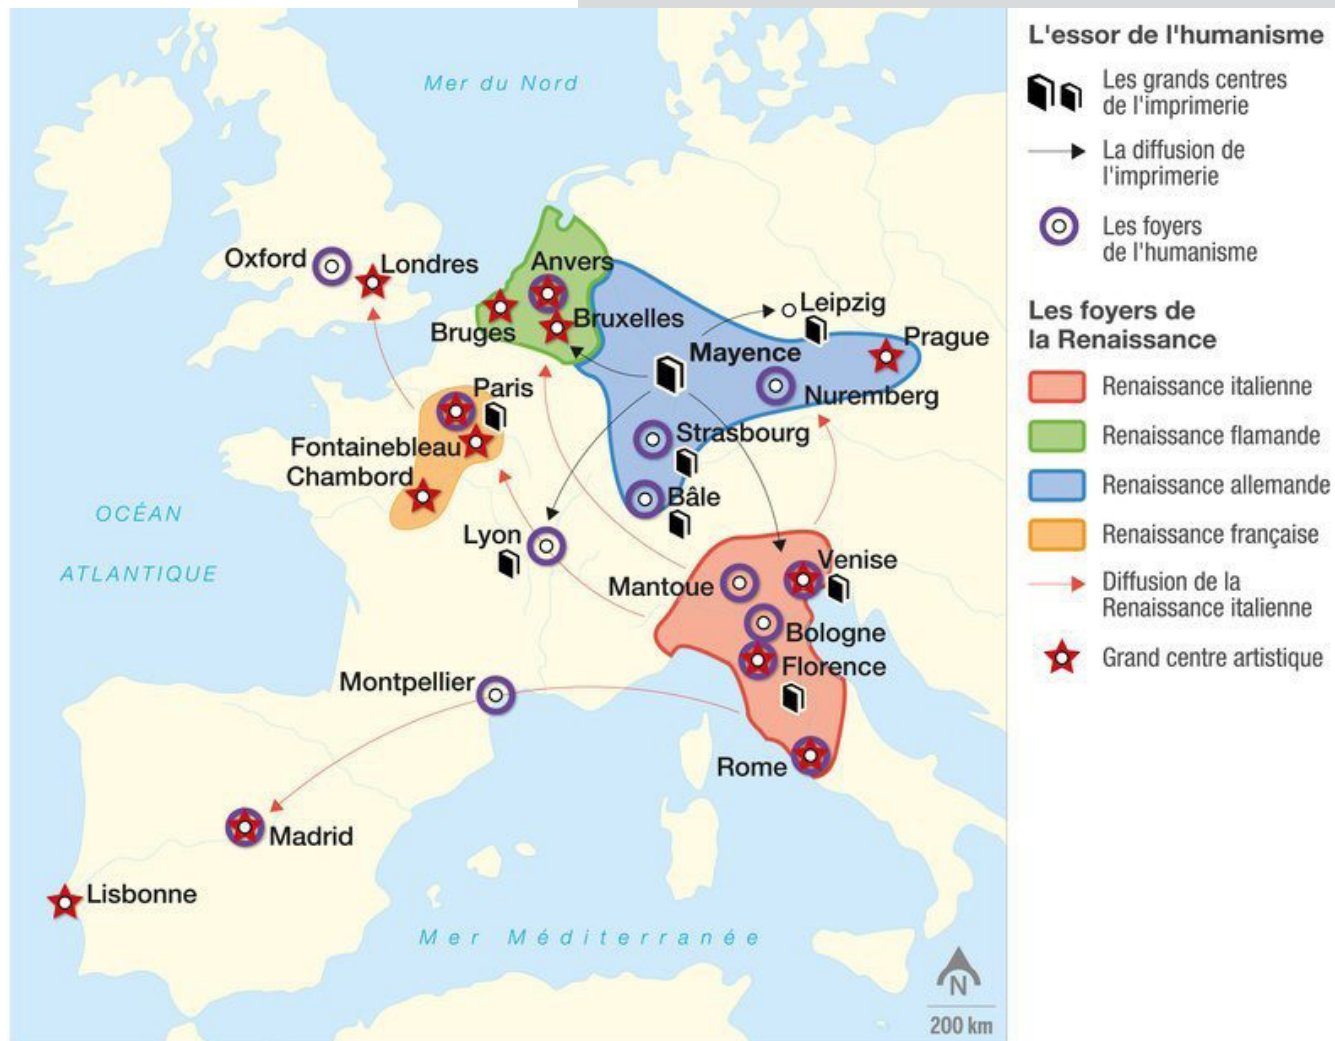 Mer du Nord
Oxford
Londres
Anvers
Bruges
Bruxelles
Leipzig
Mayence
Prague
Nuremberg
Paris
Fontainebleau
Chambord
Strasbourg
Bâle
OCÉAN
ATLANTIQUE
Lyon
Venise
Mantoue
Bologne
Florence
Montpellier
Rome
Madrid
Lisbonne
Mer Méditerranée
N
200 km
L'essor de l'humanisme
Les grands centres
de l'imprimerie
La diffusion de
l'imprimerie
Les foyers
de l'humanisme
Les foyers de
la Renaissance
Renaissance italienne
Renaissance flamande
Renaissance allemande
Renaissance française
Diffusion de la
Renaissance italienne
Grand centre artistique